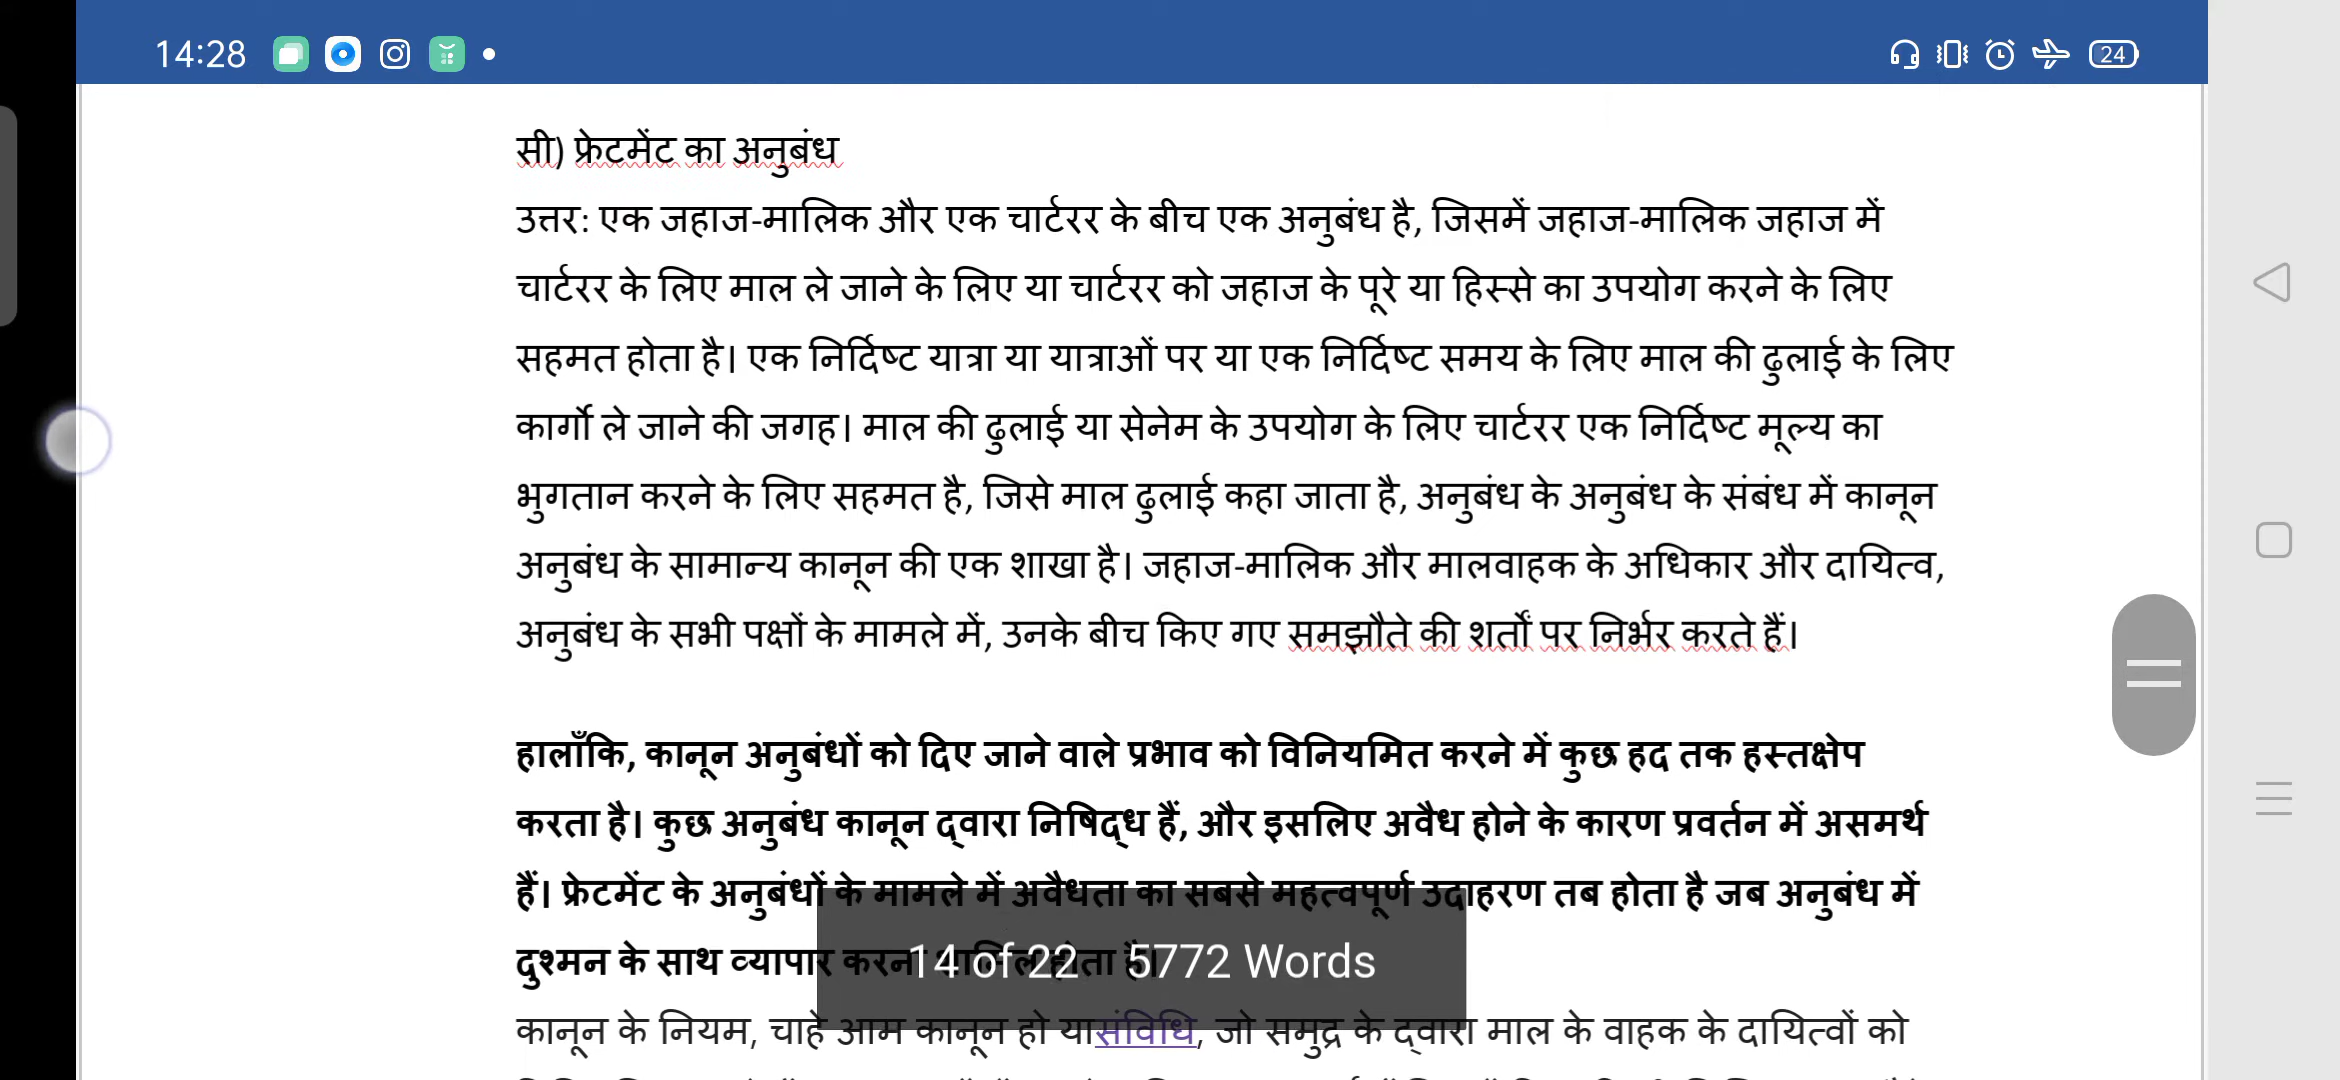 14:28
24
सी) फ्रेटमेंट का अनुबंध
उत्तर: एक जहाज-मालिक और एक चार्टरर के बीच एक अनुबंध है, जिसमें जहाज-मालिक जहाज में
चार्टरर के लिए माल ले जाने के लिए या चार्टरर को जहाज के पूरे या हिस्से का उपयोग करने के लिए
सहमत होता है। एक निर्दिष्ट यात्रा या यात्राओं पर या एक निर्दिष्ट समय के लिए माल की ढुलाई के लिए
कार्गो ले जाने की जगह। माल की ढुलाई या सेनेम के उपयोग के लिए चार्टरर एक निर्दिष्ट मूल्य का
भुगतान करने के लिए सहमत है, जिसे माल ढुलाई कहा जाता है, अनुबंध के अनुबंध के संबंध में कानून
अनुबंध के सामान्य कानून की एक शाखा है। जहाज-मालिक और मालवाहक के अधिकार और दायित्व,
अनुबंध के सभी पक्षों के मामले में, उनके बीच किए गए समझौते की शर्तों पर निर्भर करते हैं।
हालाँकि, कानून अनुबंधों को दिए जाने वाले प्रभाव को विनियमित करने में कुछ हद तक हस्तक्षेप
करता है। कुछ अनुबंध कानून द्वारा निषिद्ध हैं, और इसलिए अवैध होने के कारण प्रवर्तन में असमर्थ
हैं। फ्रेटमेंट के अनुबंधों के मामले में अवैधता का सबसे महत्वपूर्ण उदाहरण तब होता है जब अनुबंध में
दुश्मन के साथ व्यापार करना शामिल होता है।
14 of 22 5772 Words
कानून के नियम, चाहे आम कानून हो या संविधि, जो समुद्र के द्वारा माल के वाहक के दायित्वों को